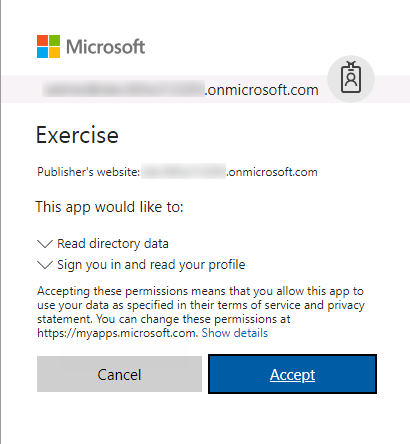 Microsoft
.onmicrosoft.com
Exercise
Publisher's website: .onmicrosoft.com
This app would like to:
Read directory data
Sign you in and read your profile
Accepting these permissions means that you allow this app to
use your data as specified in their terms of service and privacy
statement. You can change these permissions at
https://myapps.microsoft.com. Show details
Cancel
Accept